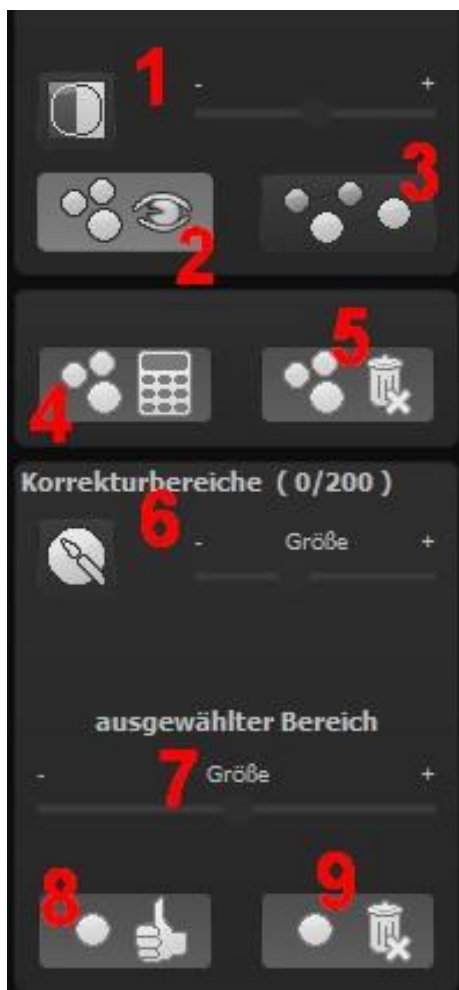 1
- +
3
2
5
4
Korrekturbereiche ( 0/200 )
6
- Größe +
ausgewählter Bereich
7
- Größe +
8
9